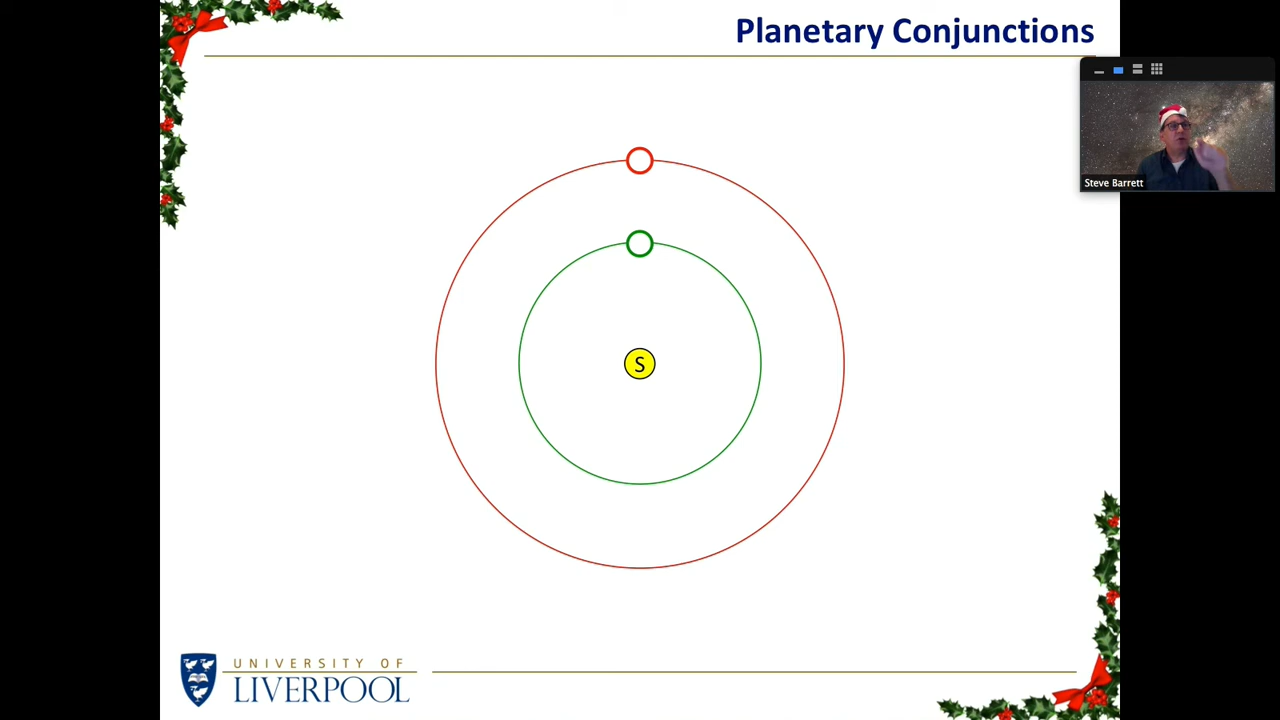 Planetary Conjunctions
Steve Barrett
S
UNIVERSITY OF
LIVERPOOL